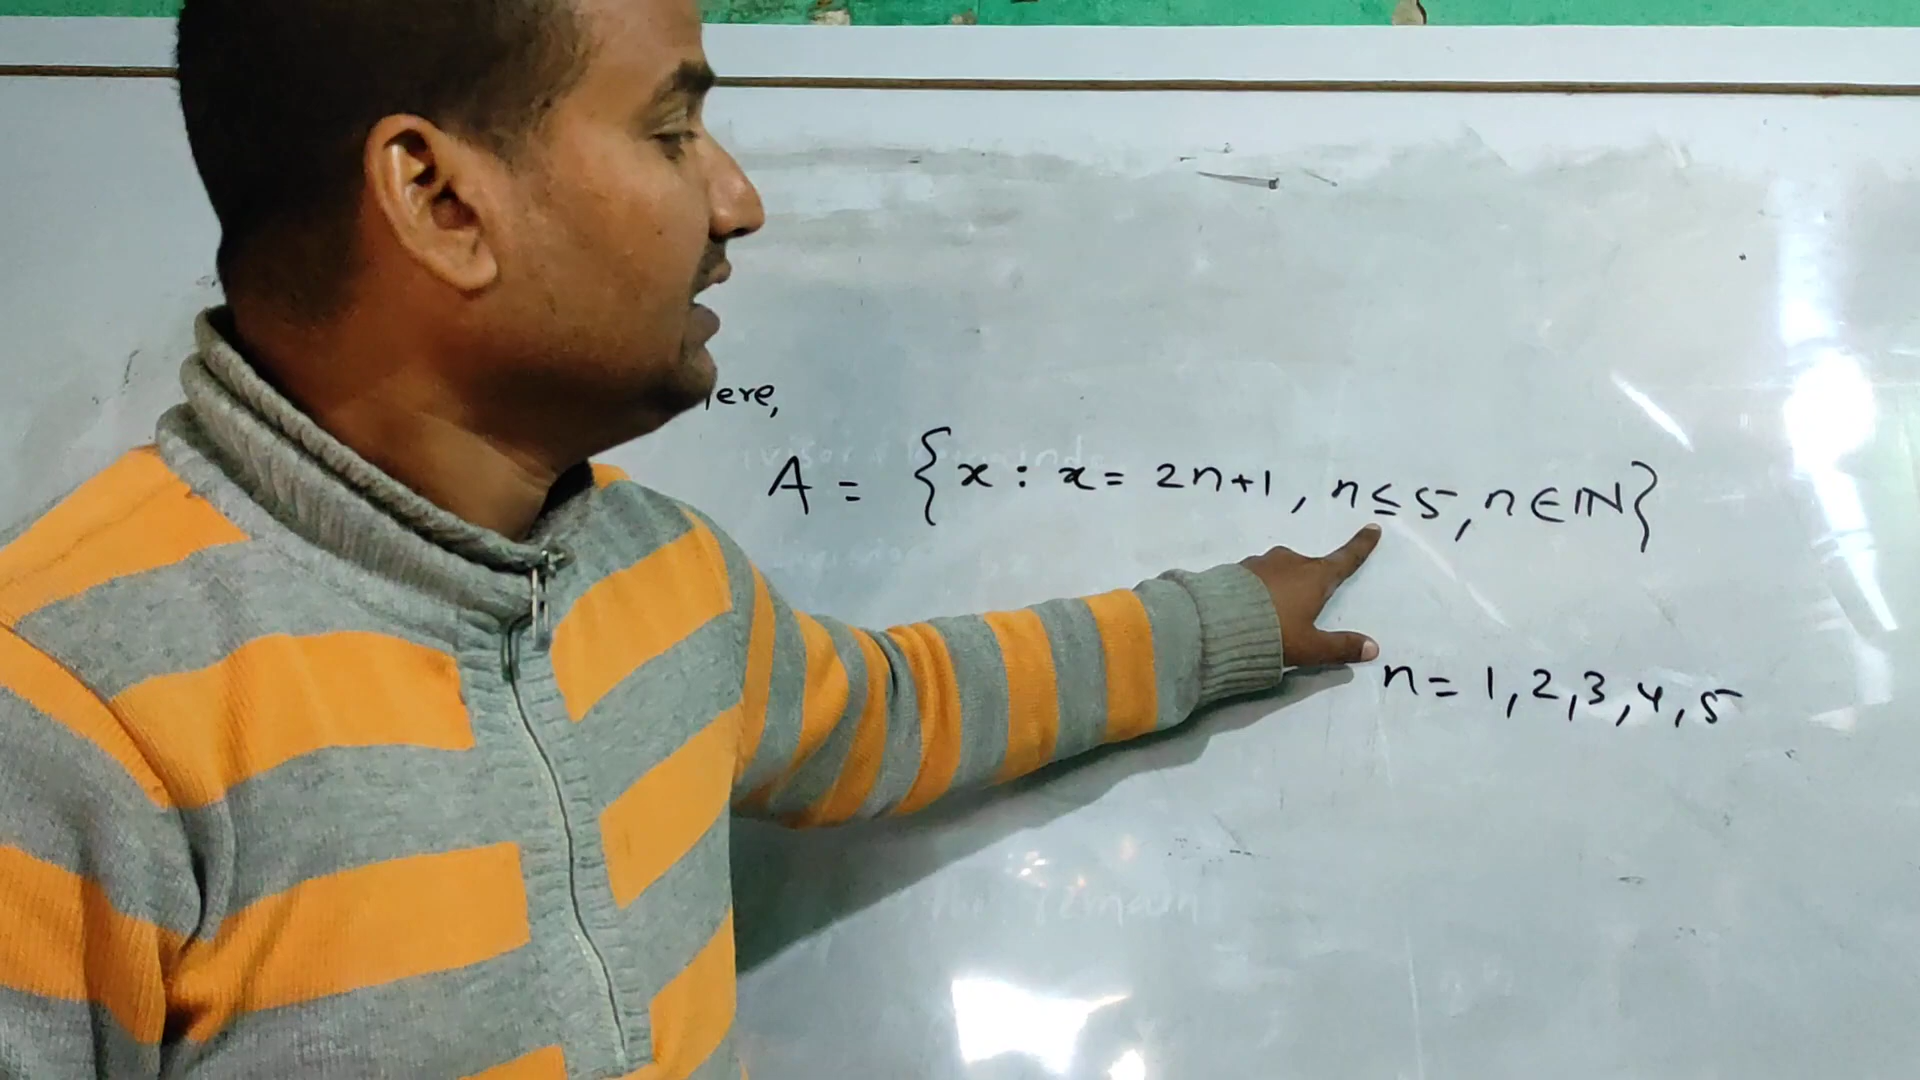 ere,
A = {x : x = 2n+1, n ≤ 5, n ∈ ℕ}
n = 1, 2, 3, 4, 5